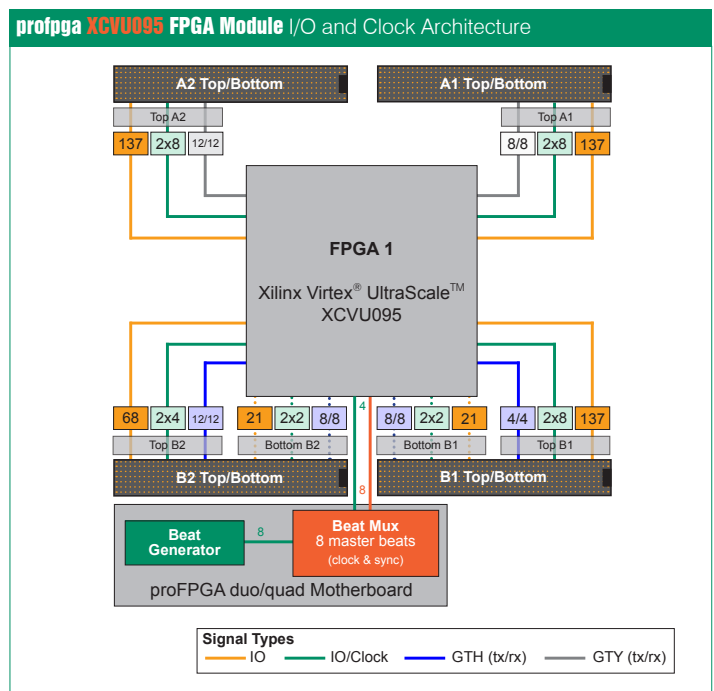 profpga XCVU095 FPGA Module I/O and Clock Architecture
A2 Top/Bottom
A1 Top/Bottom
Top A2
Top A1
137 2x8 12/12
8/8 2x8 137
FPGA 1
Xilinx Virtex® UltraScale™
XCVU095
4
68 2x4 12/12 21 2x2 8/8
8/8 2x2 21 4/4 2x8 137
Top B2
Bottom B2
Bottom B1
Top B1
B2 Top/Bottom
B1 Top/Bottom
8
Beat
Generator
8
Beat Mux
8 master beats
(clock & sync)
proFPGA duo/quad Motherboard
Signal Types
IO
IO/Clock
GTH (tx/rx)
GTY (tx/rx)